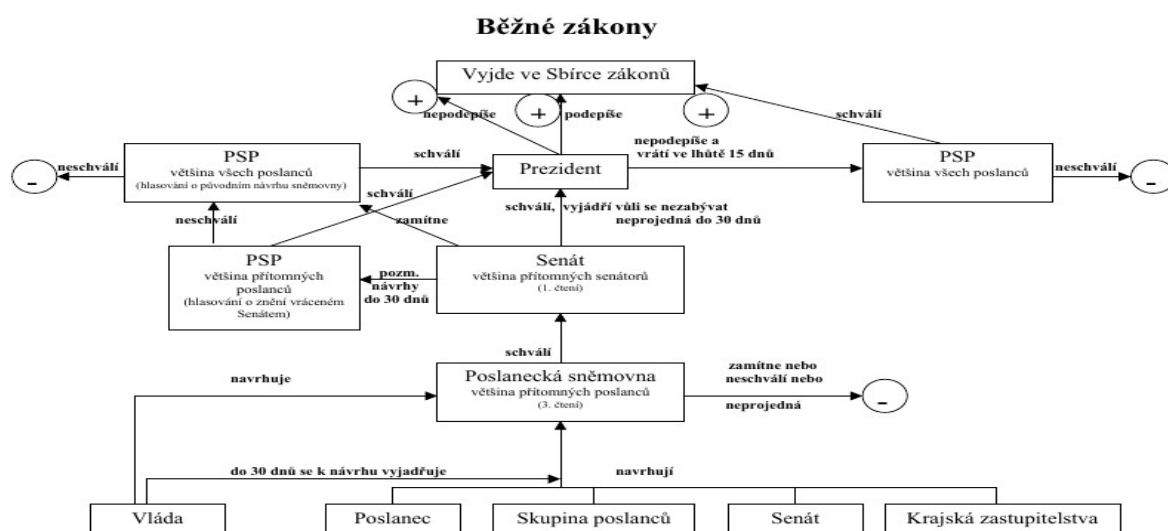 Běžné zákony
Vyjde ve Sbírce zákonů
+
+
+
nepodepíše
podepíše
schválí
neschválí
-
PSP
většina všech poslanců
(hlasování o původním návrhu sněmovny)
schválí
Prezident
nepodepíše a
vrátí ve lhůtě 15 dnů
PSP
většina všech poslanců
neschválí
-
schválí
neschválí
zamítne
schválí, vyjádří vůli se nezabývat
neprojedná do 30 dnů
PSP
většina přítomných
poslanců
(hlasování o znění vráceném
Senátem)
pozm.
návrhy
do 30 dnů
Senát
většina přítomných senátorů
(1. čtení)
schválí
navrhuje
Poslanecká sněmovna
většina přítomných poslanců
(3. čtení)
zamítne nebo
neschválí nebo
neprojedná
-
do 30 dnů se k návrhu vyjadřuje
navrhují
Vláda
Poslanec
Skupina poslanců
Senát
Krajská zastupitelstva